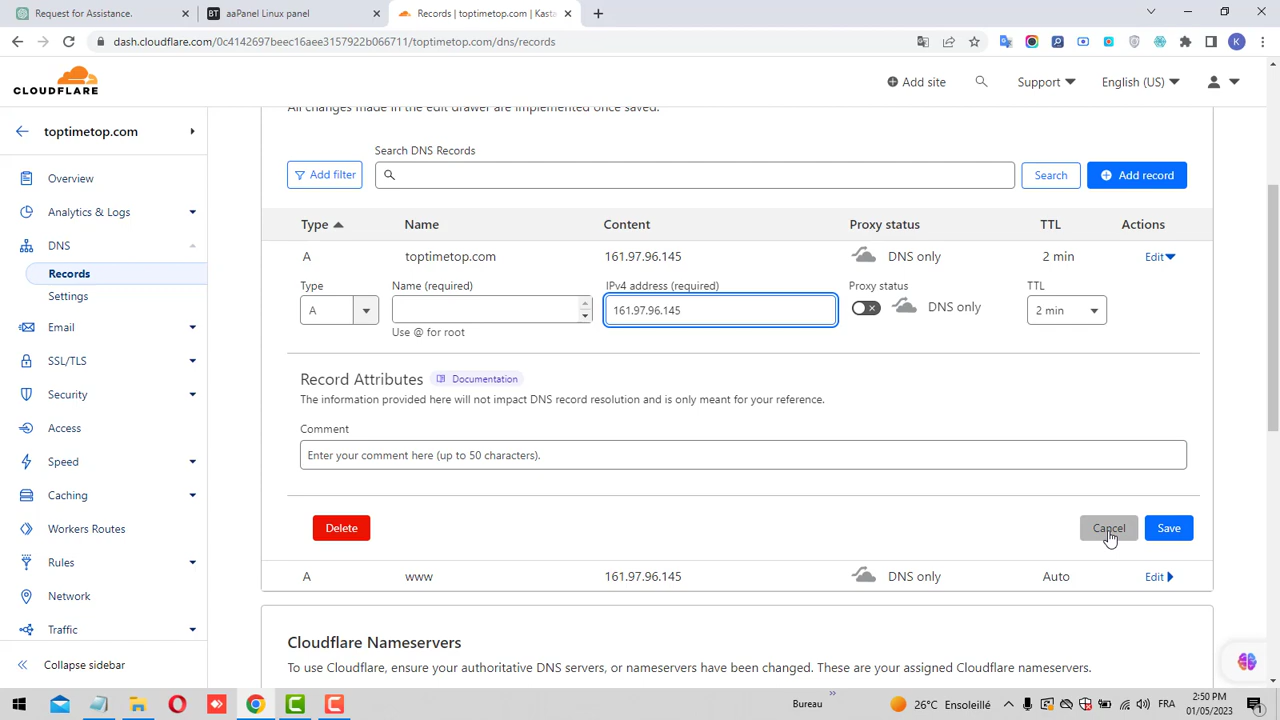 Request for Assistance.
BT aaPanel Linux panel
Records | toptimetop.com | Kasta
dash.cloudflare.com/0c4142697beec16aee3157922b066711/toptimetop.com/dns/records
K
CLOUDFLARE
Add site
Support
English (US)
toptimetop.com
Overview
Analytics & Logs
DNS
Records
Settings
Email
SSL/TLS
Security
Access
Speed
Caching
Workers Routes
Rules
Network
Traffic
Collapse sidebar
All changes made in the edit drawer are implemented once saved.
Search DNS Records
Add filter
Search
Add record
Type Name Content Proxy status TTL Actions
A toptimetop.com 161.97.96.145 DNS only 2 min Edit
Type Name (required) IPv4 address (required) Proxy status TTL
A 161.97.96.145 DNS only 2 min
Use @ for root
Record Attributes Documentation
The information provided here will not impact DNS record resolution and is only meant for your reference.
Comment
Enter your comment here (up to 50 characters).
Delete Cancel Save
A www 161.97.96.145 DNS only Auto Edit
Cloudflare Nameservers
To use Cloudflare, ensure your authoritative DNS servers, or nameservers have been changed. These are your assigned Cloudflare nameservers.
Bureau
26°C Ensoleillé
FR
2:50 PM
01/05/2023
1